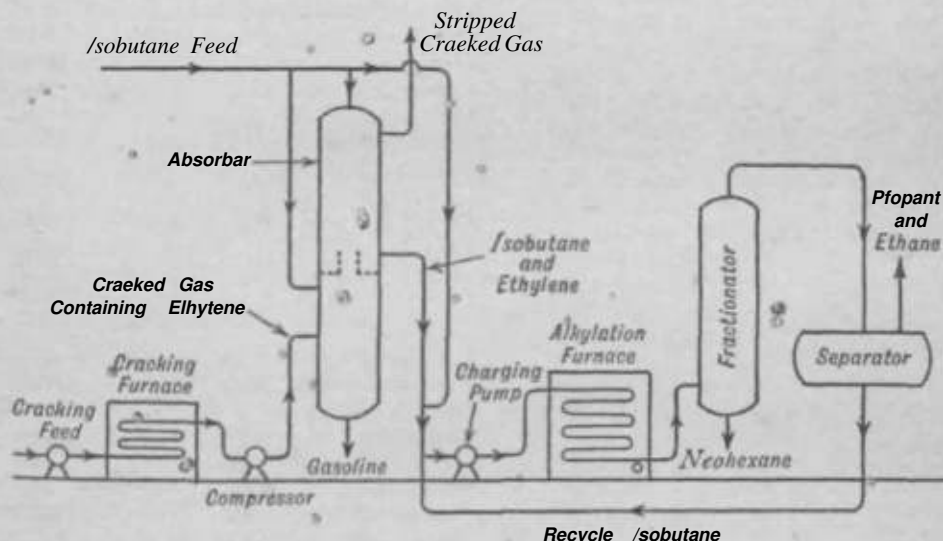 Stripped
Craeked Gas
/sobutane Feed
Absorbar
Pfopant
and
Ethane
Isobutane
and
Ethylene
Craeked Gas
Containing Elhytene
Fractionator
Alkylation
Furnace
Separator
Cracking
Furnace
Charging
Pump
Cracking
Feed
Gasoline
Neohexane
Compressor
Recycle /sobutane